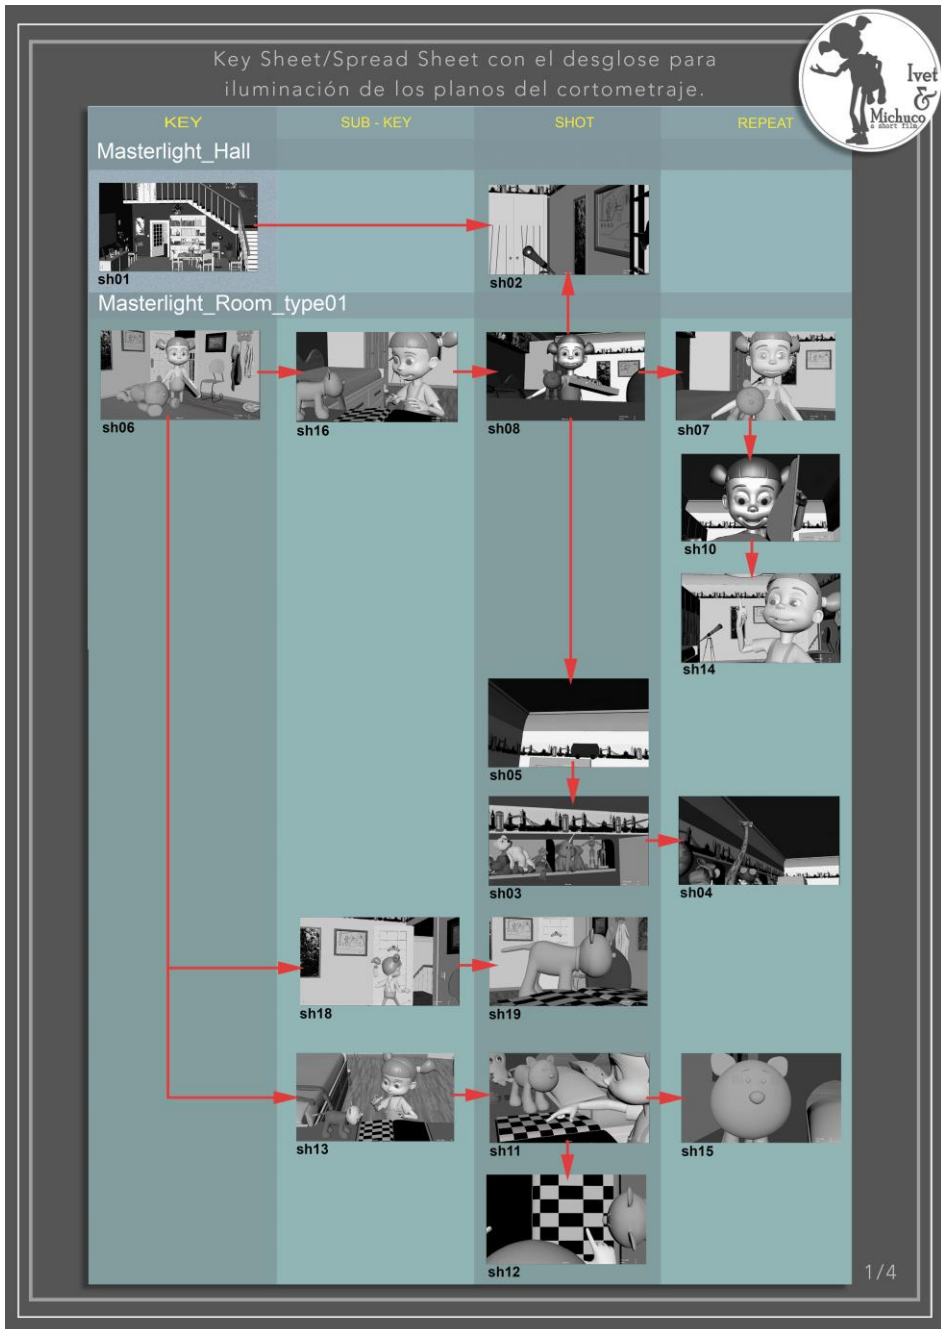 Key Sheet/Spread Sheet con el desglose para
iluminación de los planos del cortometraje.
Ivet
&
Michuco
a short film
KEY
SUB - KEY
SHOT
REPEAT
Masterlight_Hall
sh01
sh02
Masterlight_Room_type01
sh06
sh16
sh08
sh07
sh10
sh14
sh05
sh03
sh04
sh18
sh19
sh13
sh11
sh15
sh12
1/4